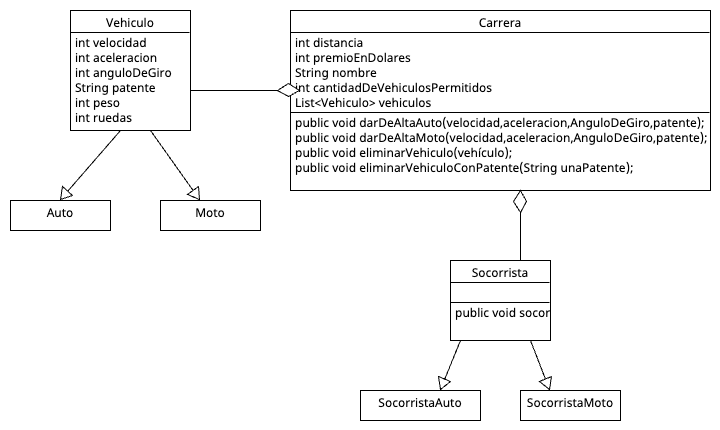 Vehiculo
int velocidad
int aceleracion
int anguloDeGiro
String patente
int peso
int ruedas
Carrera
int distancia
int premioEnDolares
String nombre
int cantidadDeVehiculosPermitidos
List<Vehiculo> vehiculos
public void darDeAltaAuto(velocidad,aceleracion,AnguloDeGiro,patente);
public void darDeAltaMoto(velocidad,aceleracion,AnguloDeGiro,patente);
public void eliminarVehiculo(vehículo);
public void eliminarVehiculoConPatente(String unaPatente);
Auto
Moto
Socorrista
public void socor
SocorristaAuto
SocorristaMoto